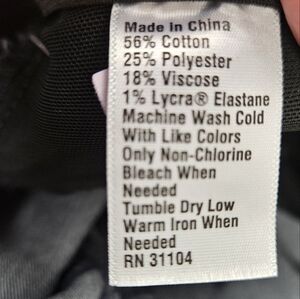 Made In China
56% Cotton
25% Polyester
18% Viscose
1% Lycra® Elastane
Machine Wash Cold
With Like Colors
Only Non-Chlorine
Bleach When
Needed
Tumble Dry Low
Warm Iron When
Needed
RN 31104